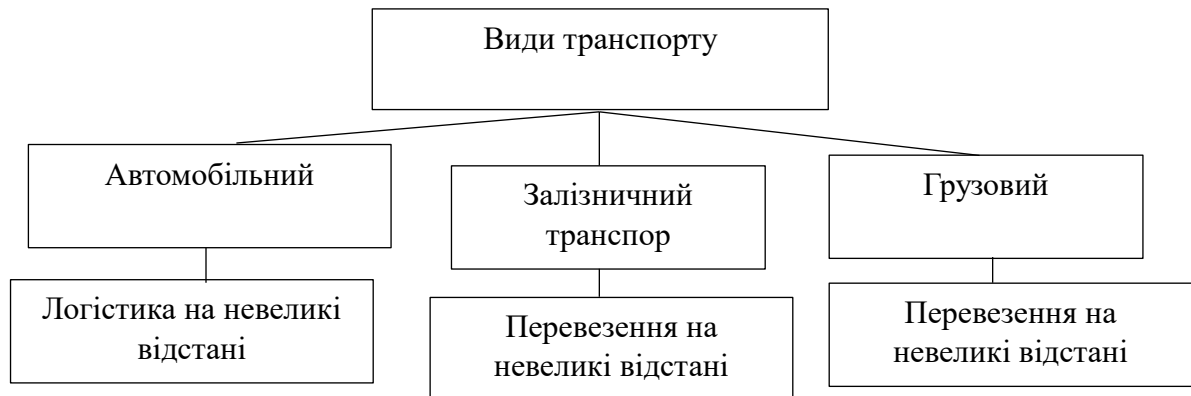 Види транспорту
Автомобільний
Залізничний
транспор
Грузовий
Логістика на невеликі
відстані
Перевезення на
невеликі відстані
Перевезення на
невеликі відстані